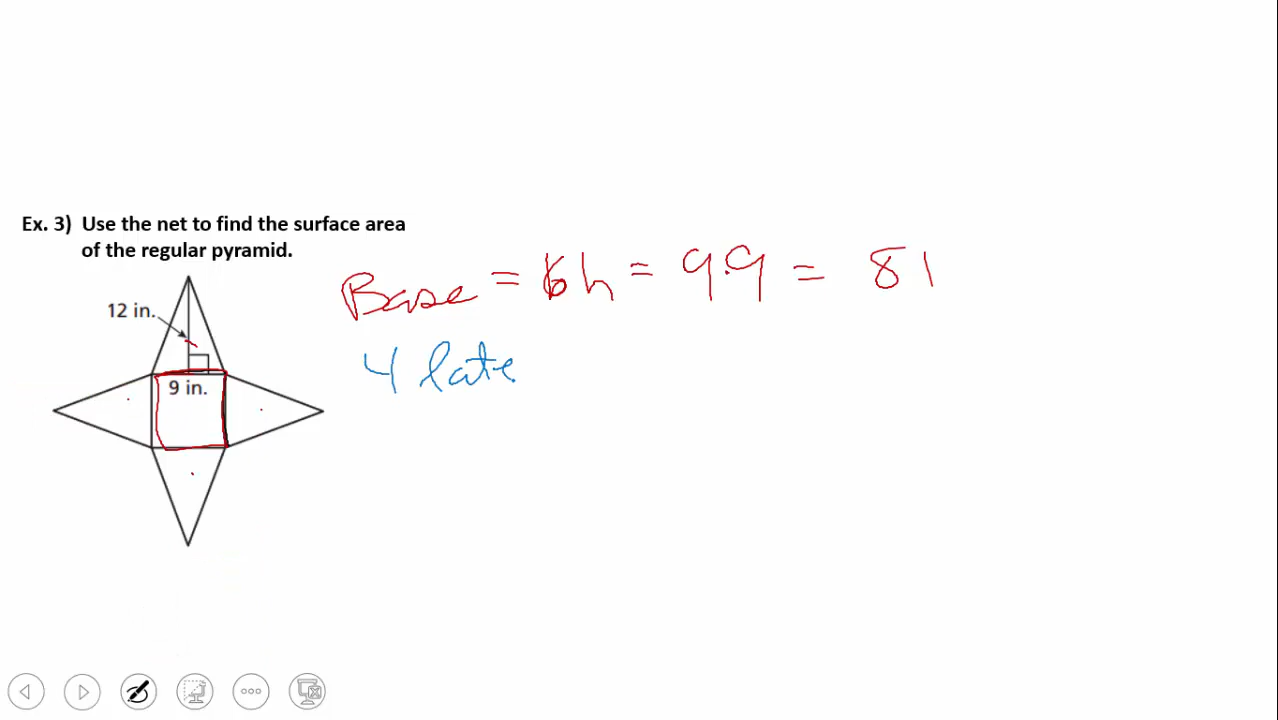 Ex. 3) Use the net to find the surface area
of the regular pyramid.
Base = bh = 9.9 = 81
12 in.
4 late
9 in.